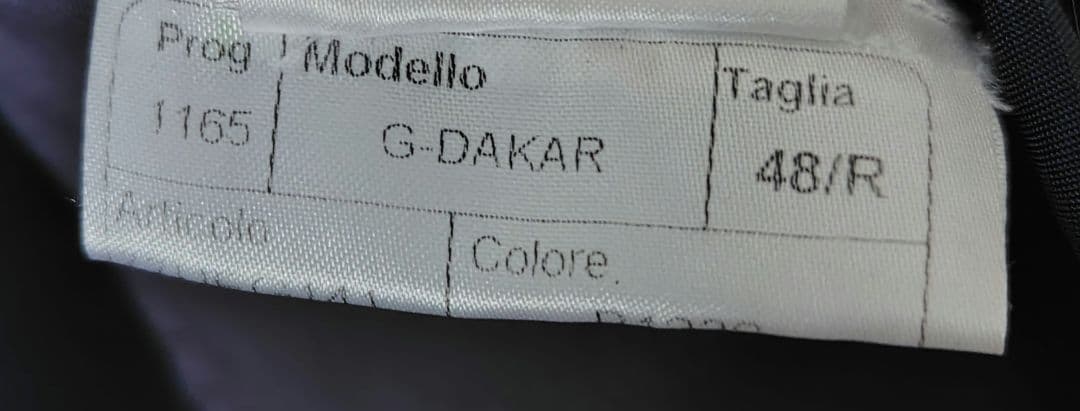 Prog Modello Taglia
1165 G-DAKAR 48/R
Articolo Colore